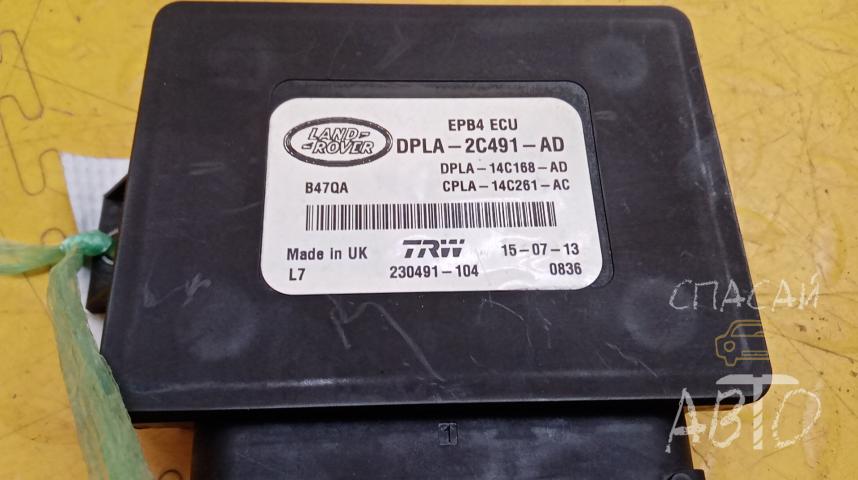 LAND-
-ROVER
EPB4 ECU
DPLA-2C491-AD
DPLA-14C168-AD
B47QA
CPLA-14C261-AC
Made in UK
TRW
15-07-13
L7
230491-104
0836
СПАСАЙ
АВТО
1